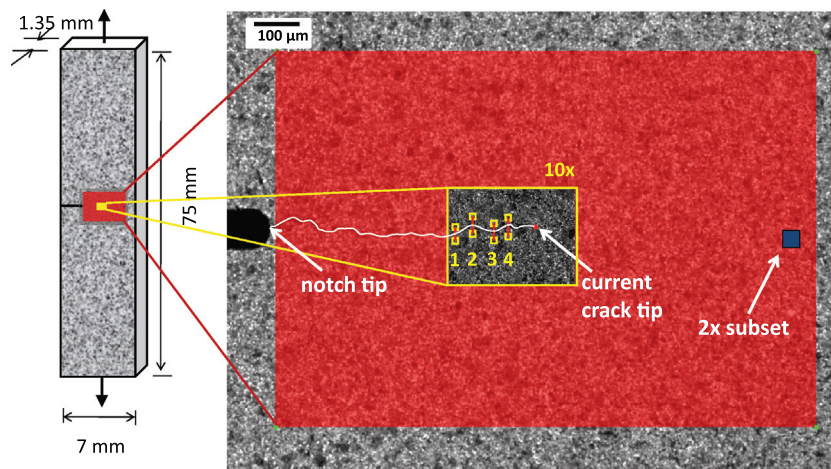 1.35 mm
100 μm
10x
75 mm
1 2 3 4
notch tip
current
crack tip
2x subset
7 mm